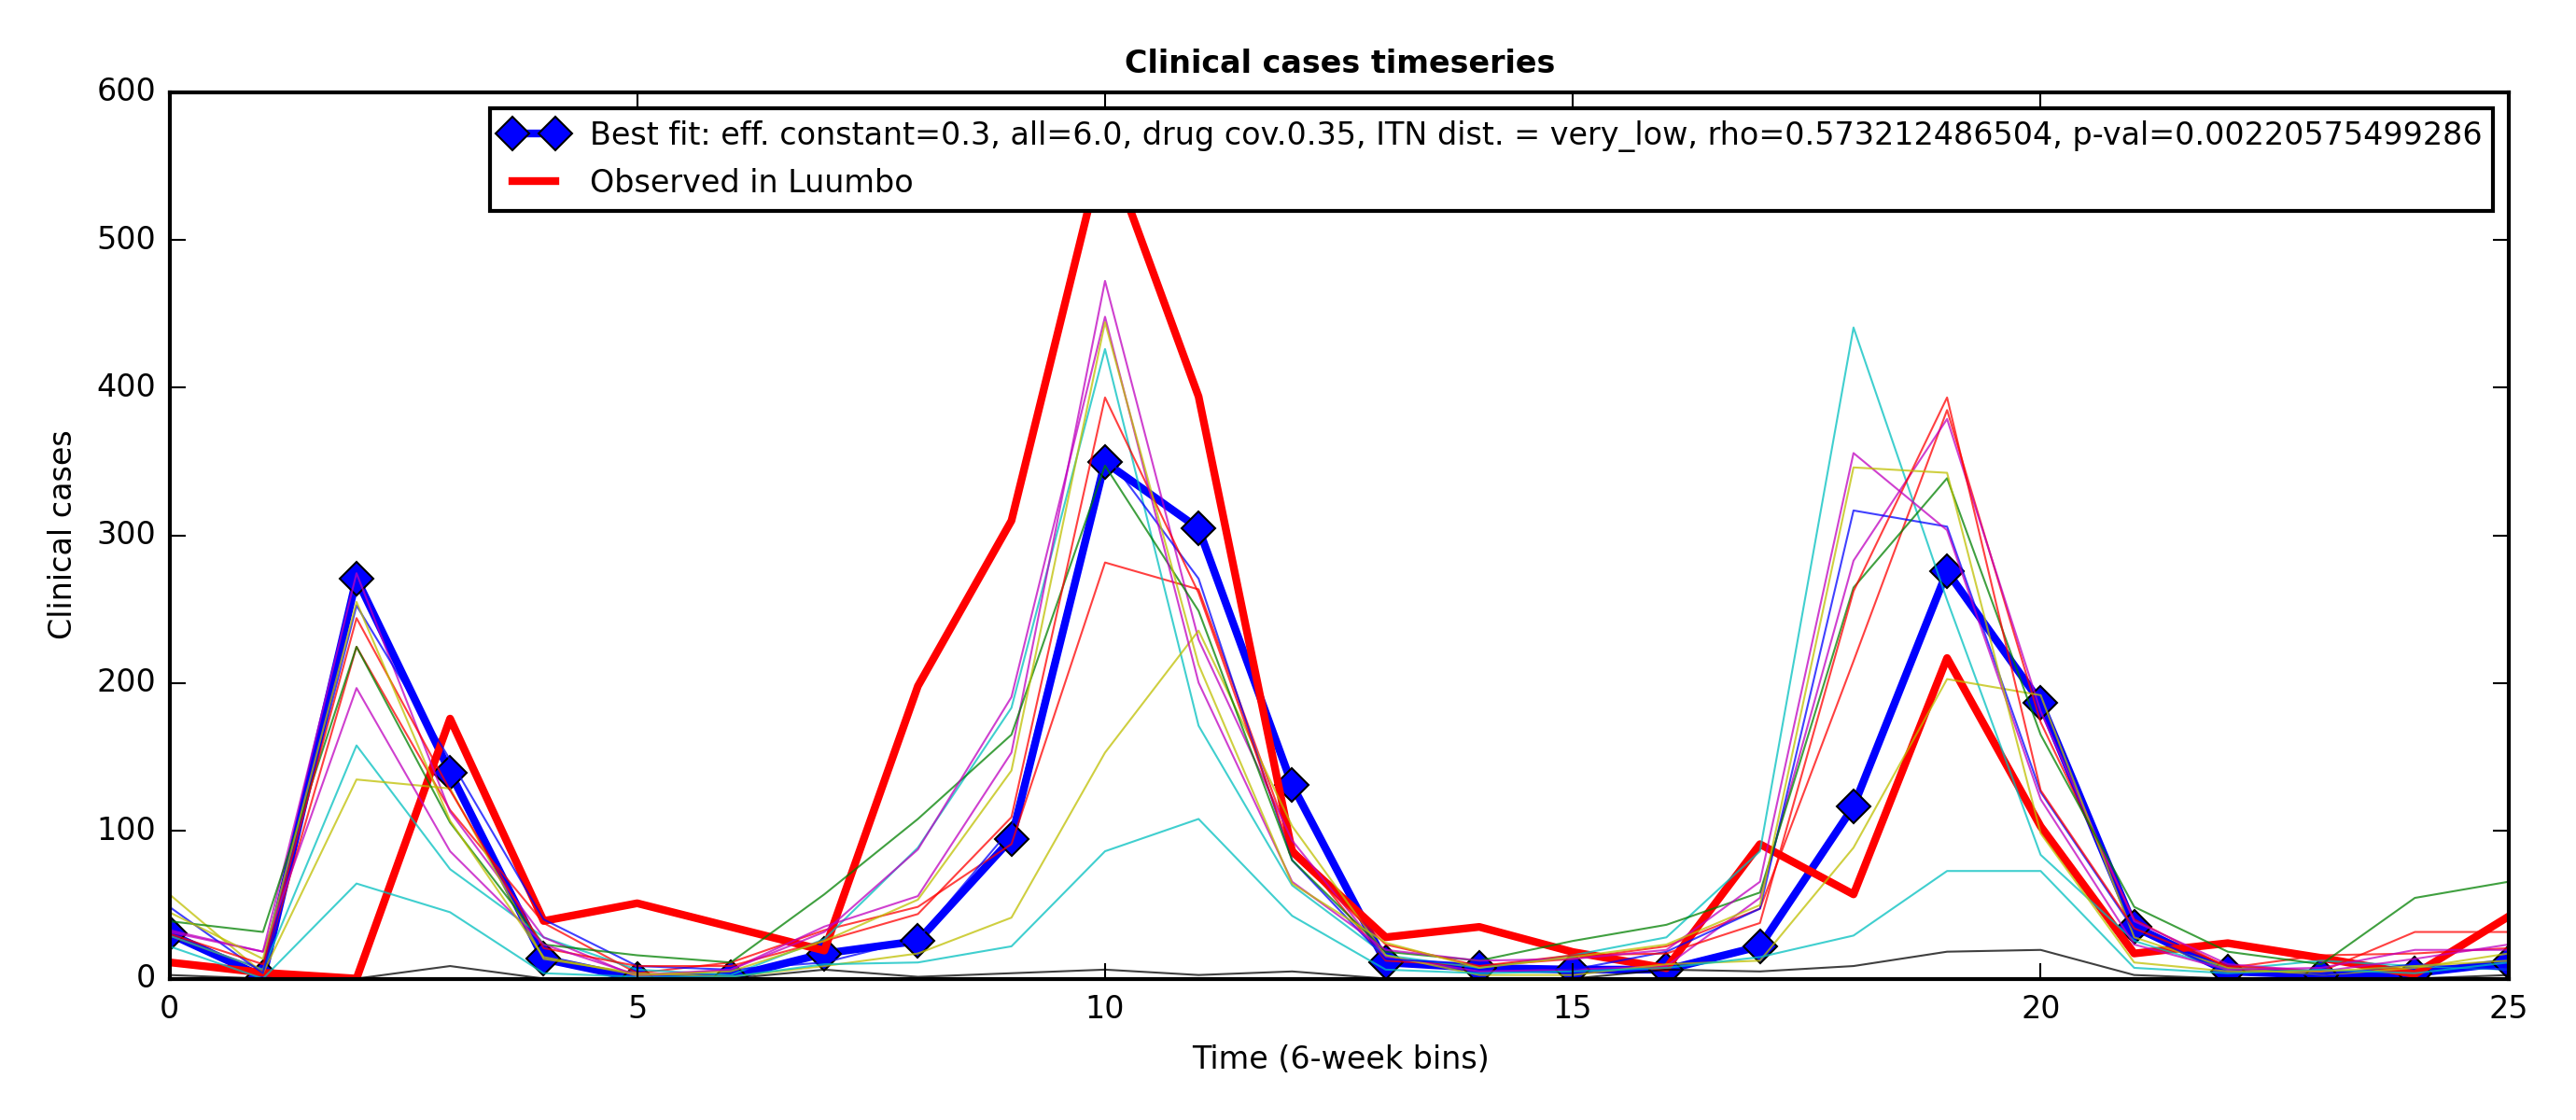 Clinical cases timeseries
Best fit: eff. constant=0.3, all=6.0, drug cov.0.35, ITN dist. = very_low, rho=0.573212486504, p-val=0.00220575499286
Observed in Luumbo
Clinical cases
600
500
400
300
200
100
0
0 5 10 15 20 25
Time (6-week bins)